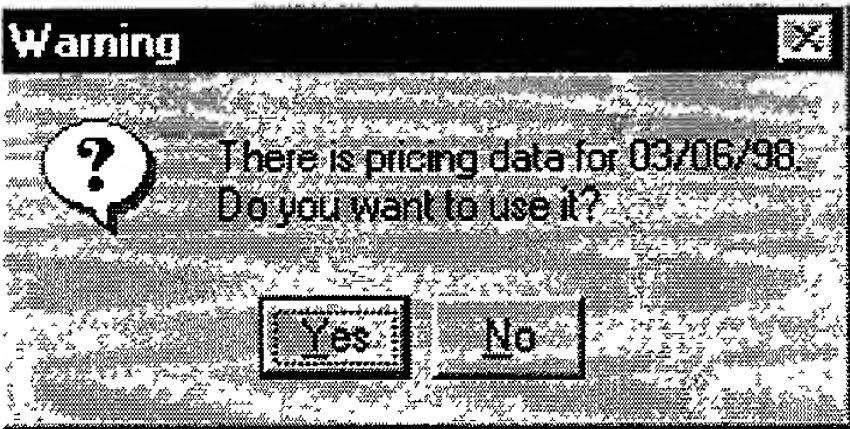 Warning
There is pricing data for 03/06/98.
Do you want to use it?
Yes
No